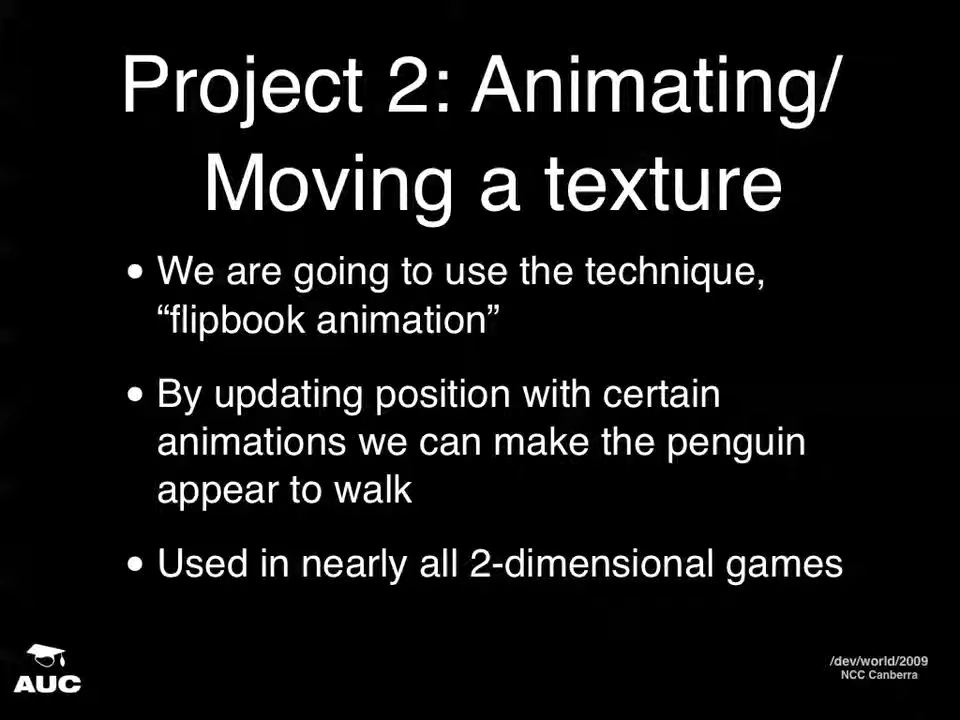 Project 2: Animating/
Moving a texture
• We are going to use the technique,
“flipbook animation”
• By updating position with certain
animations we can make the penguin
appear to walk
• Used in nearly all 2-dimensional games
AUC
/dev/world/2009
NCC Canberra